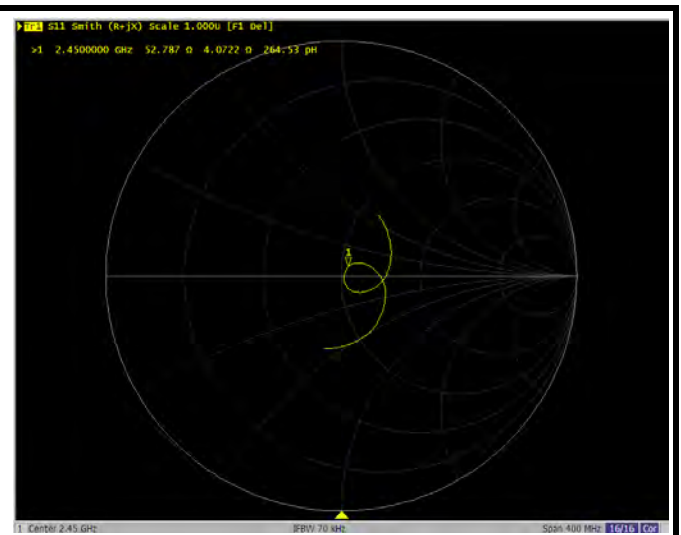 Tr1 S11 Smith (R+jX) Scale 1.000U [F1 Del]
>1 2.4500000 GHz 52.787 Ω 4.0722 Ω 264.53 pH
1
1 Center 2.45 GHz IFBW 70 kHz Span 400 MHz 16/16 Cor